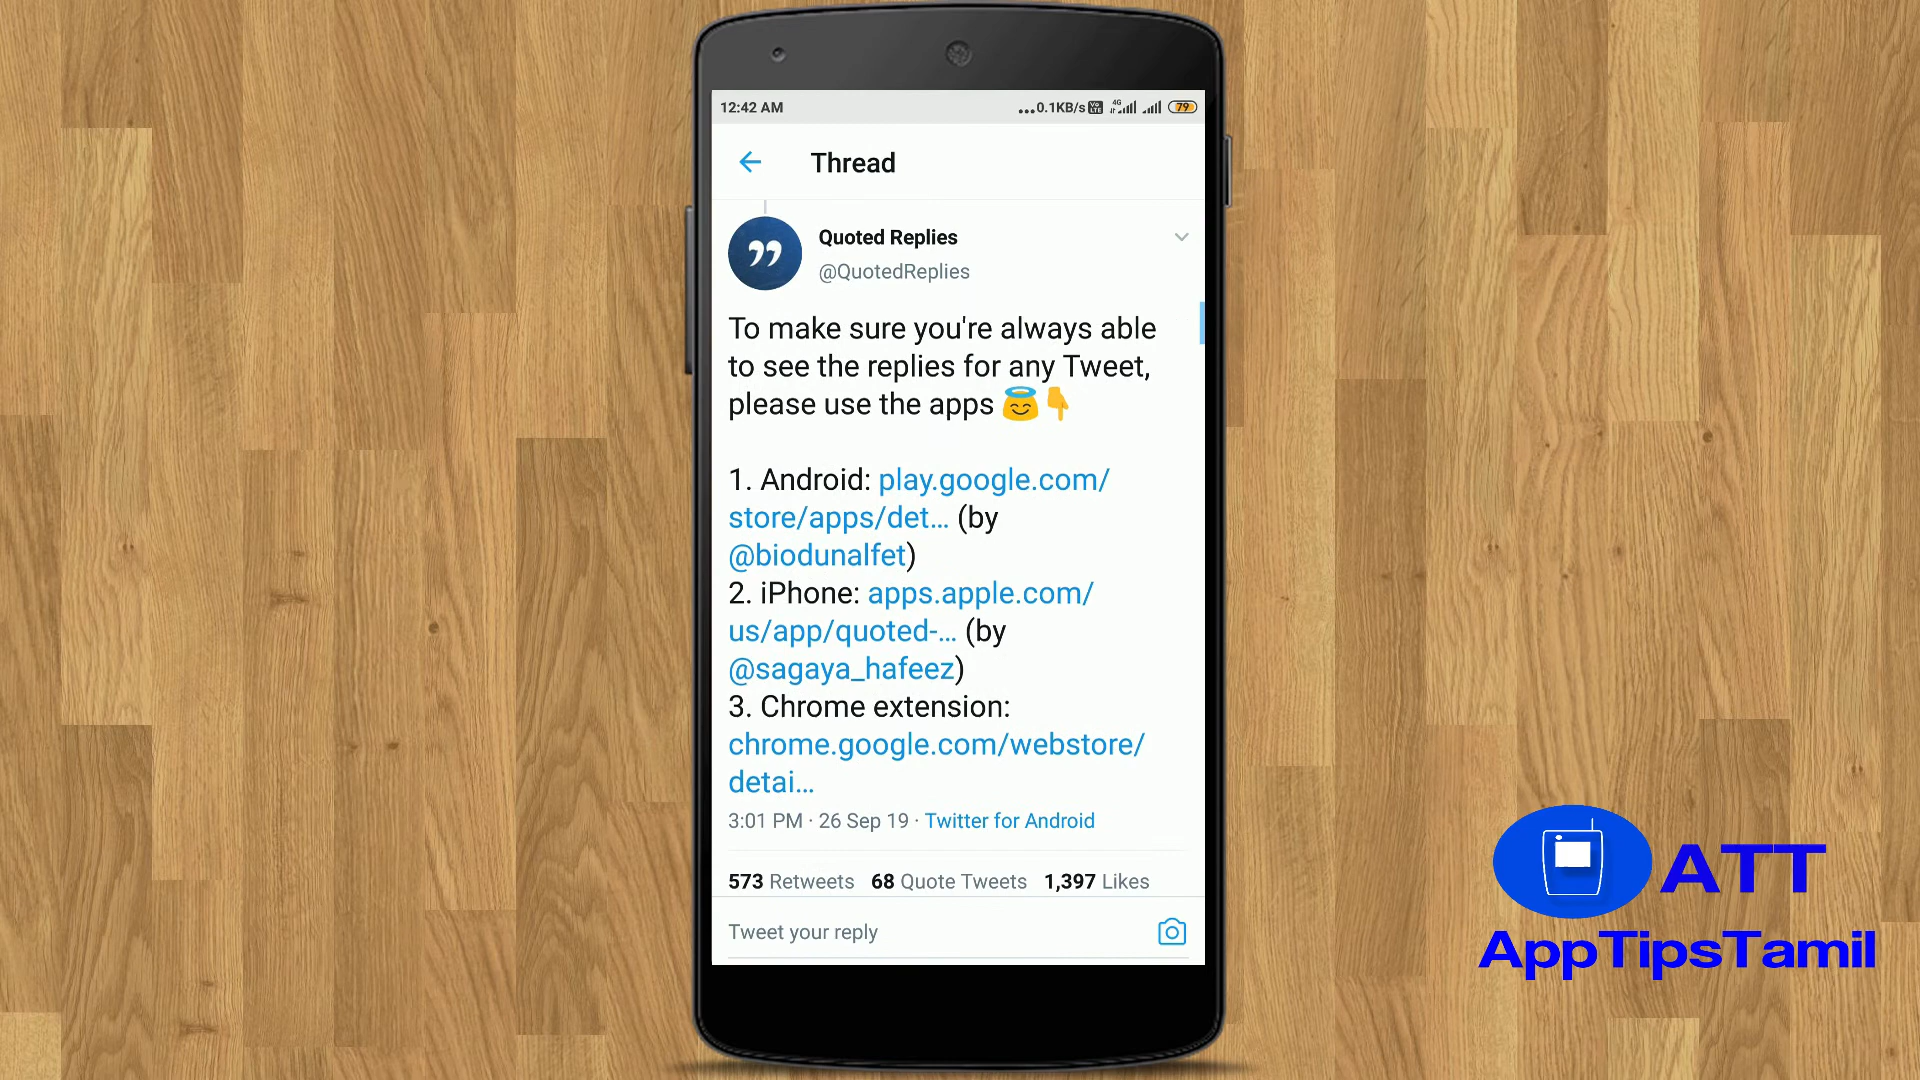 12:42 AM ...0.1KB/s Vo LTE 4G 79
Thread
Quoted Replies
@QuotedReplies
To make sure you're always able
to see the replies for any Tweet,
please use the apps 😇👇
1. Android: play.google.com/
store/apps/det... (by
@biodunalfet)
2. iPhone: apps.apple.com/
us/app/quoted-... (by
@sagaya_hafeez)
3. Chrome extension:
chrome.google.com/webstore/
detai...
3:01 PM · 26 Sep 19 · Twitter for Android
573 Retweets 68 Quote Tweets 1,397 Likes
Tweet your reply
ATT
AppTipsTamil